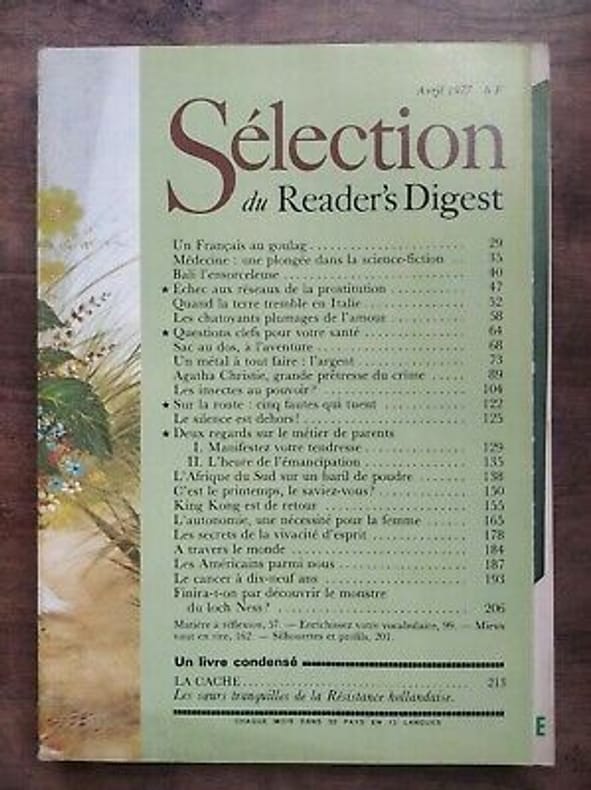 Avril 1977 6 F
Sélection
du Reader's Digest
Un Français au goulag 29
Médecine : une plongée dans la science-fiction 35
Bali l'ensorceleuse 40
★ Echec aux réseaux de la prostitution 47
Quand la terre tremble en Italie 52
Les chatoyants plumages de l'amour 58
★ Questions clefs pour votre santé 64
Sac au dos, à l'aventure 68
Un métal à tout faire : l'argent 73
Agatha Christie, grande prêtresse du crime 89
Les insectes au pouvoir? 104
★ Sur la route : cinq fautes qui tuent 122
Le silence est dehors! 125
★ Deux regards sur le métier de parents
I. Manifestez votre tendresse 129
II. L'heure de l'émancipation 135
L'Afrique du Sud sur un baril de poudre 138
C'est le printemps, le saviez-vous? 150
King Kong est de retour 155
L'autonomie, une nécessité pour la femme 165
Les secrets de la vivacité d'esprit 178
A travers le monde 184
Les Américains parmi nous 187
Le cancer à dix-neuf ans 193
Finira-t-on par découvrir le monstre
du loch Ness? 206
Matière à réflexion, 57. — Enrichissez votre vocabulaire, 99. — Mieux
vaut en rire, 162. — Silhouettes et profils, 201.
Un livre condensé
LA CACHE 213
Les sœurs tranquilles de la Résistance hollandaise.
CHAQUE MOIS DANS 32 PAYS EN 13 LANGUES
E